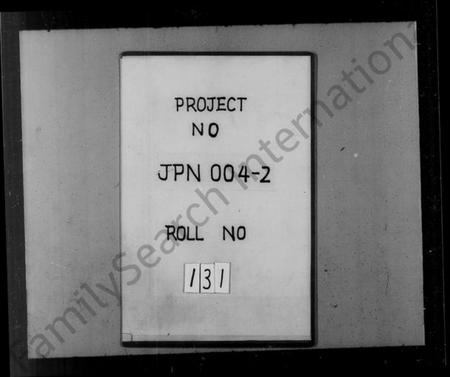 PROJECT
NO
JPN 004-2
ROLL NO
131
FamilySearch International